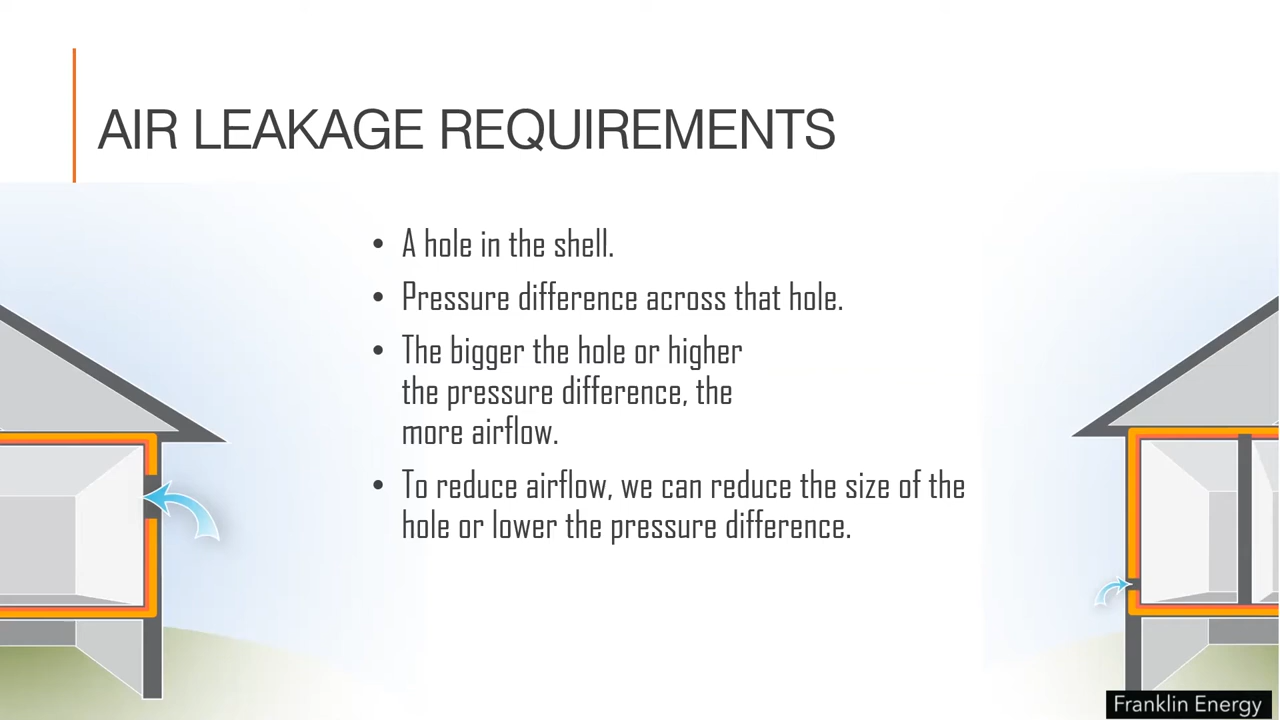 AIR LEAKAGE REQUIREMENTS
• A hole in the shell.
• Pressure difference across that hole.
• The bigger the hole or higher
the pressure difference, the
more airflow.
• To reduce airflow, we can reduce the size of the
hole or lower the pressure difference.
Franklin Energy